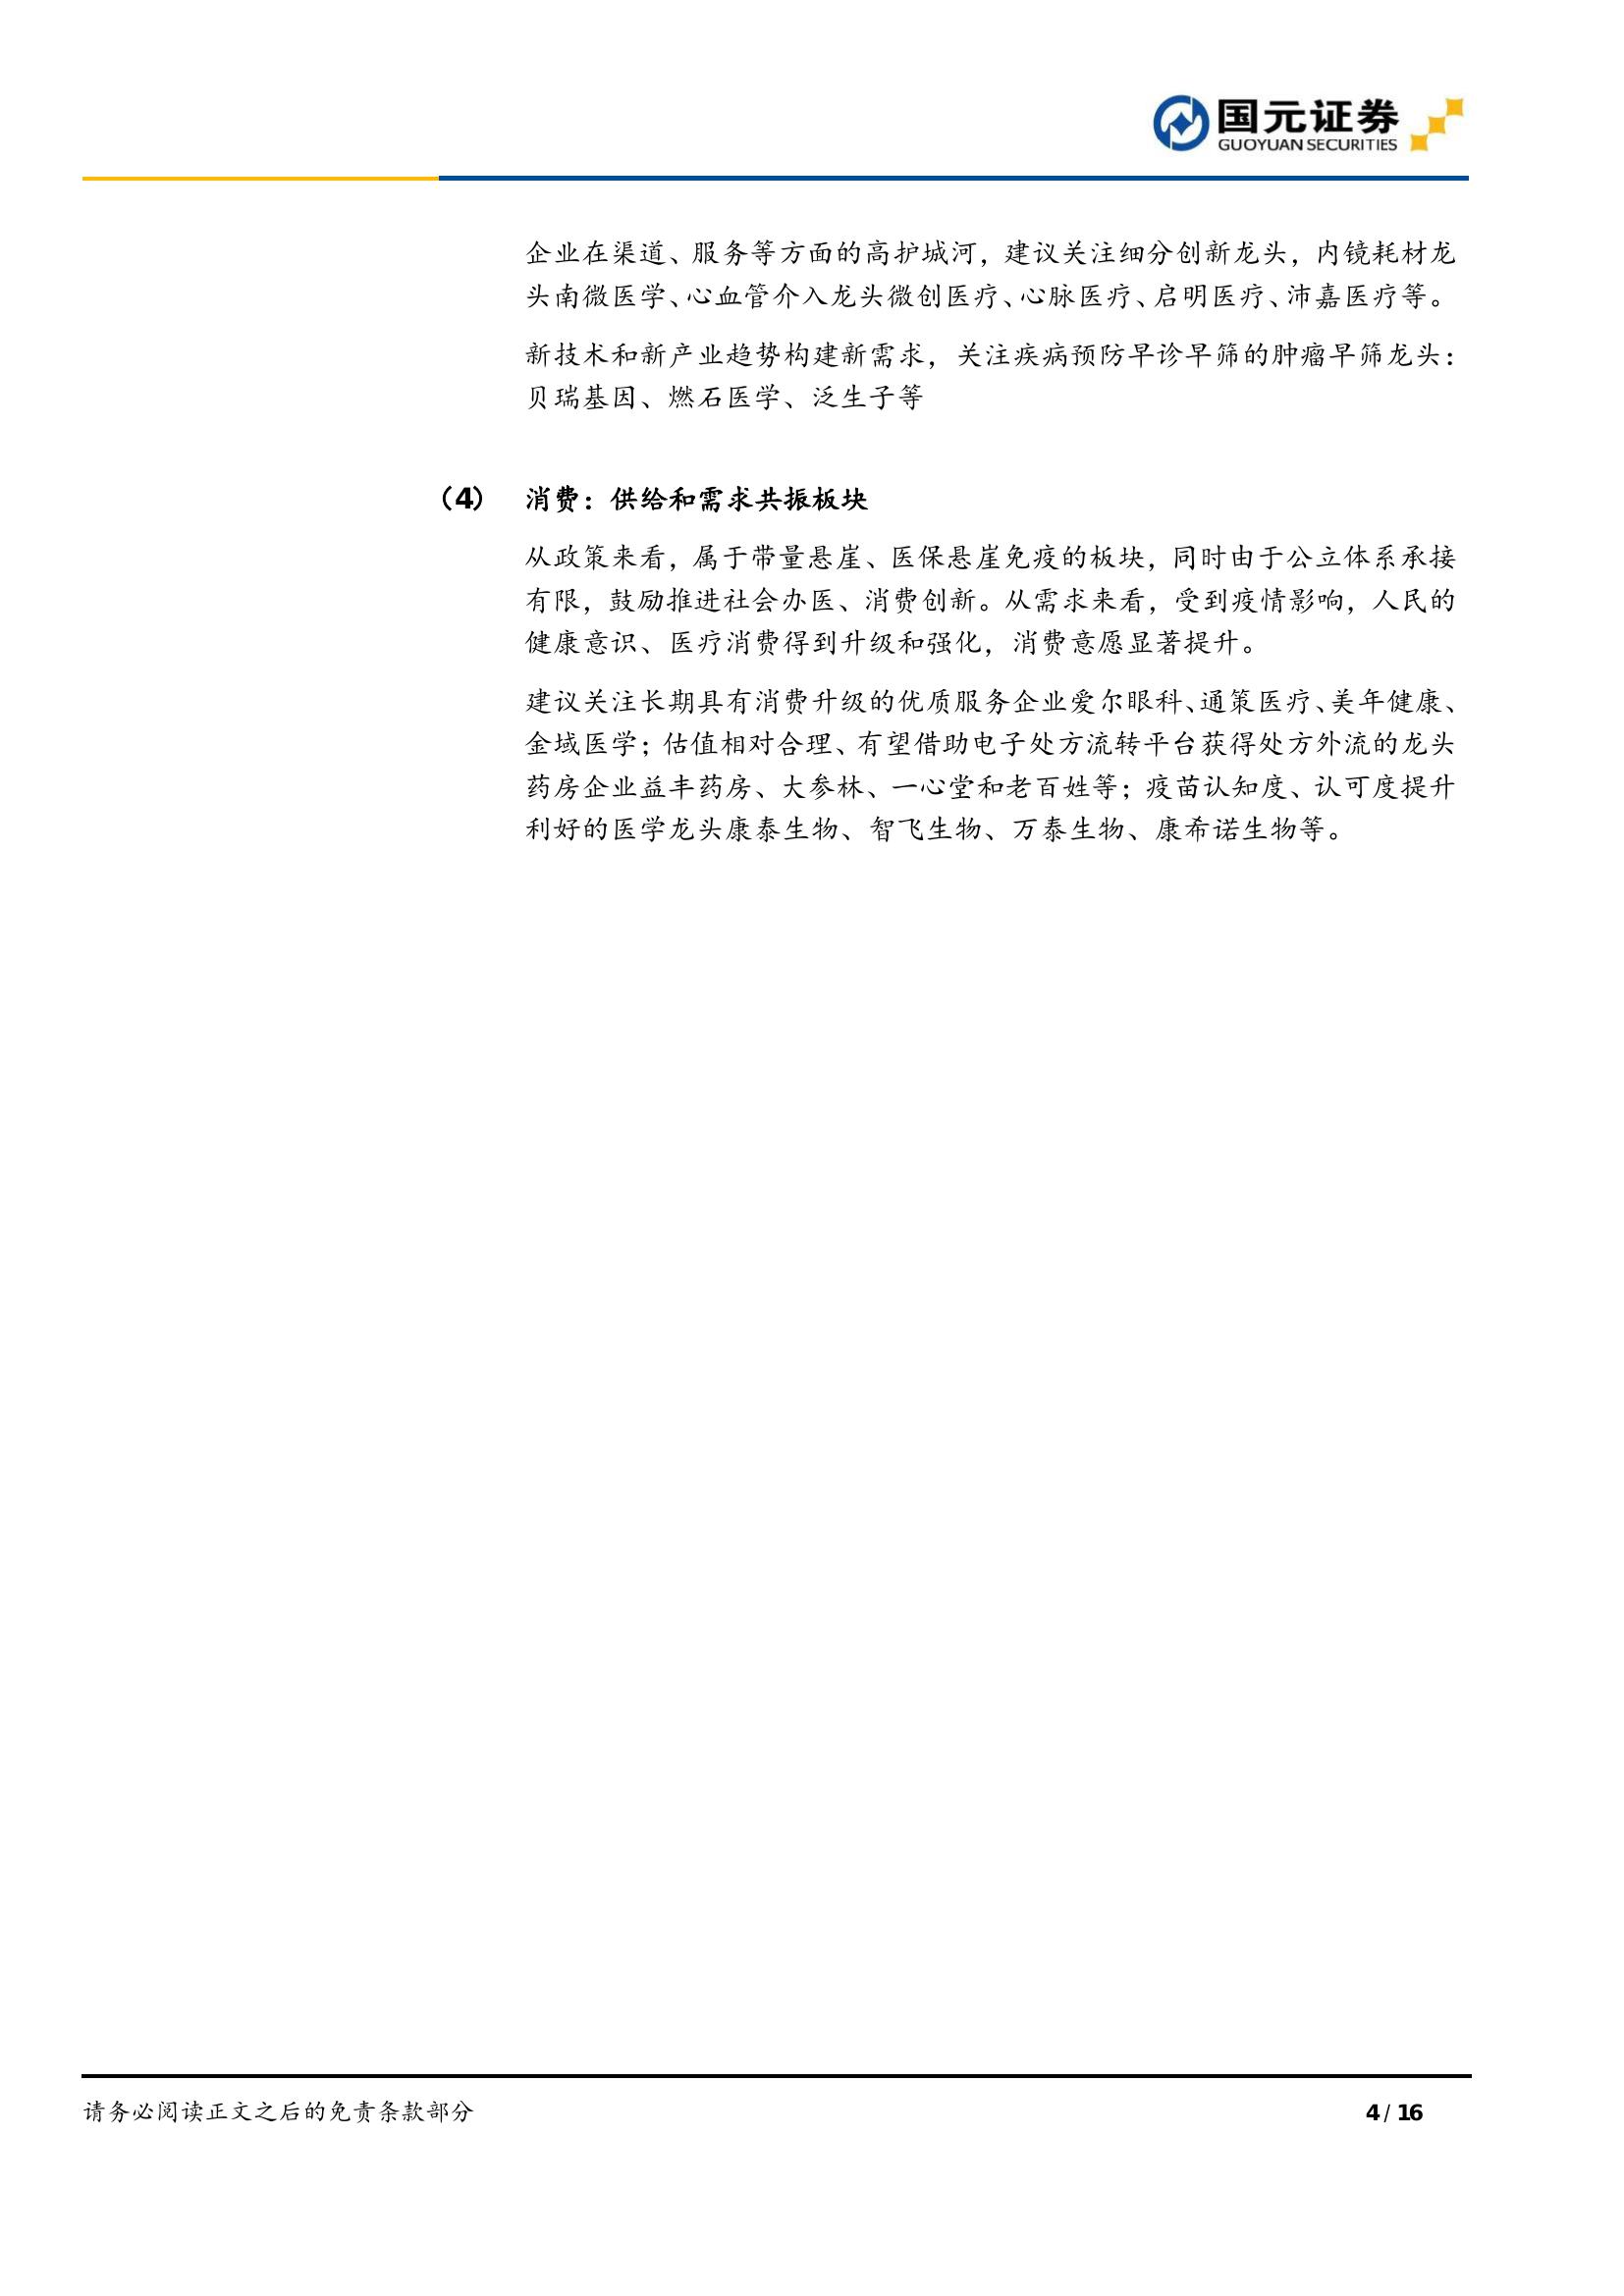 国元证券
GUOYUAN SECURITIES
企业在渠道、服务等方面的高护城河，建议关注细分创新龙头，内镜耗材龙
头南微医学、心血管介入龙头微创医疗、心脉医疗、启明医疗、沛嘉医疗等。
新技术和新产业趋势构建新需求，关注疾病预防早诊早筛的肿瘤早筛龙头：
贝瑞基因、燃石医学、泛生子等
（4） 消费：供给和需求共振板块
从政策来看，属于带量悬崖、医保悬崖免疫的板块，同时由于公立体系承接
有限，鼓励推进社会办医、消费创新。从需求来看，受到疫情影响，人民的
健康意识、医疗消费得到升级和强化，消费意愿显著提升。
建议关注长期具有消费升级的优质服务企业爱尔眼科、通策医疗、美年健康、
金域医学；估值相对合理、有望借助电子处方流转平台获得处方外流的龙头
药房企业益丰药房、大参林、一心堂和老百姓等；疫苗认知度、认可度提升
利好的医学龙头康泰生物、智飞生物、万泰生物、康希诺生物等。
请务必阅读正文之后的免责条款部分 4 / 16